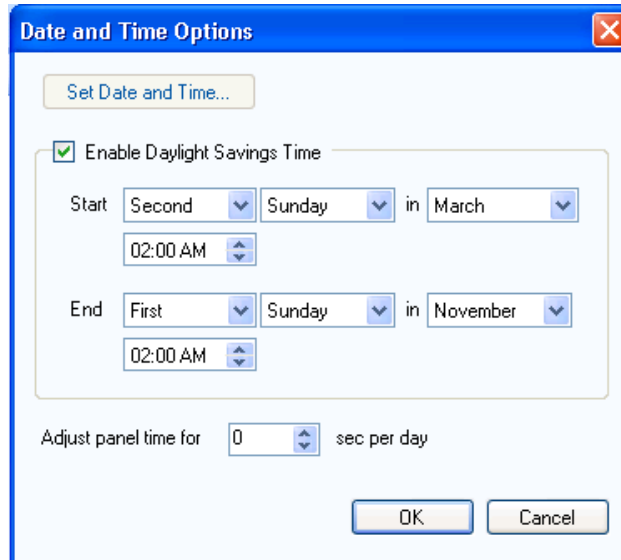 Date and Time Options
Set Date and Time...
Enable Daylight Savings Time
Start Second Sunday in March
02:00 AM
End First Sunday in November
02:00 AM
Adjust panel time for 0 sec per day
OK Cancel